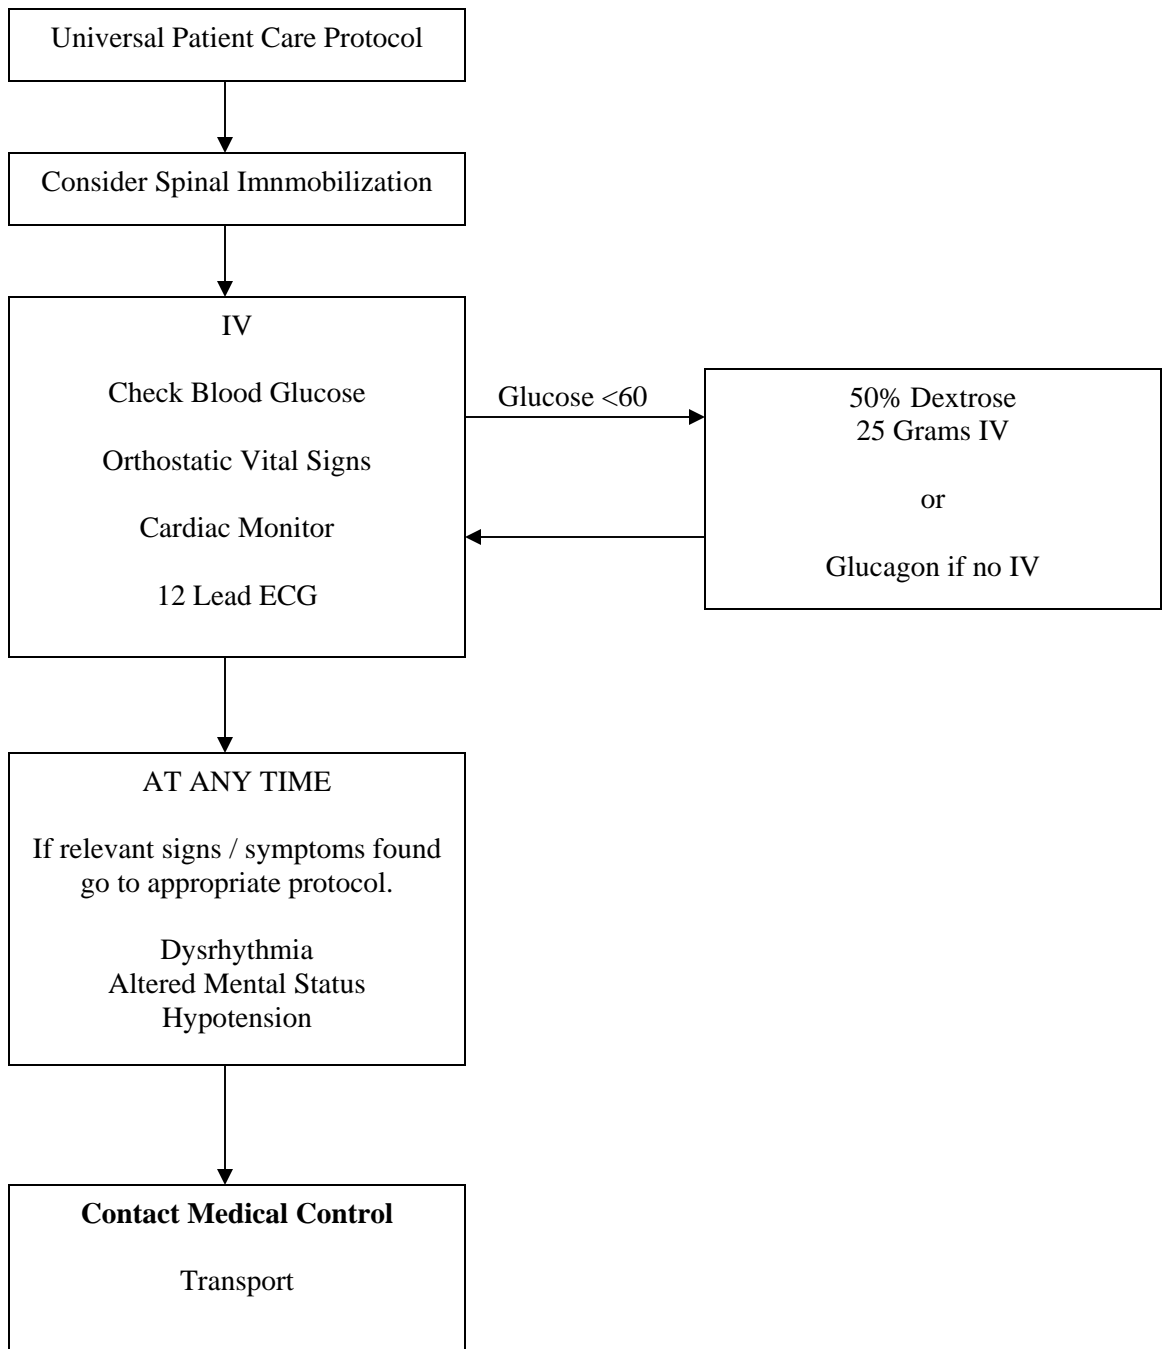 Universal Patient Care Protocol
Consider Spinal Imnmobilization
IV
Check Blood Glucose
Orthostatic Vital Signs
Cardiac Monitor
12 Lead ECG
Glucose <60
50% Dextrose
25 Grams IV
or
Glucagon if no IV
AT ANY TIME
If relevant signs / symptoms found
go to appropriate protocol.
Dysrhythmia
Altered Mental Status
Hypotension
Contact Medical Control
Transport